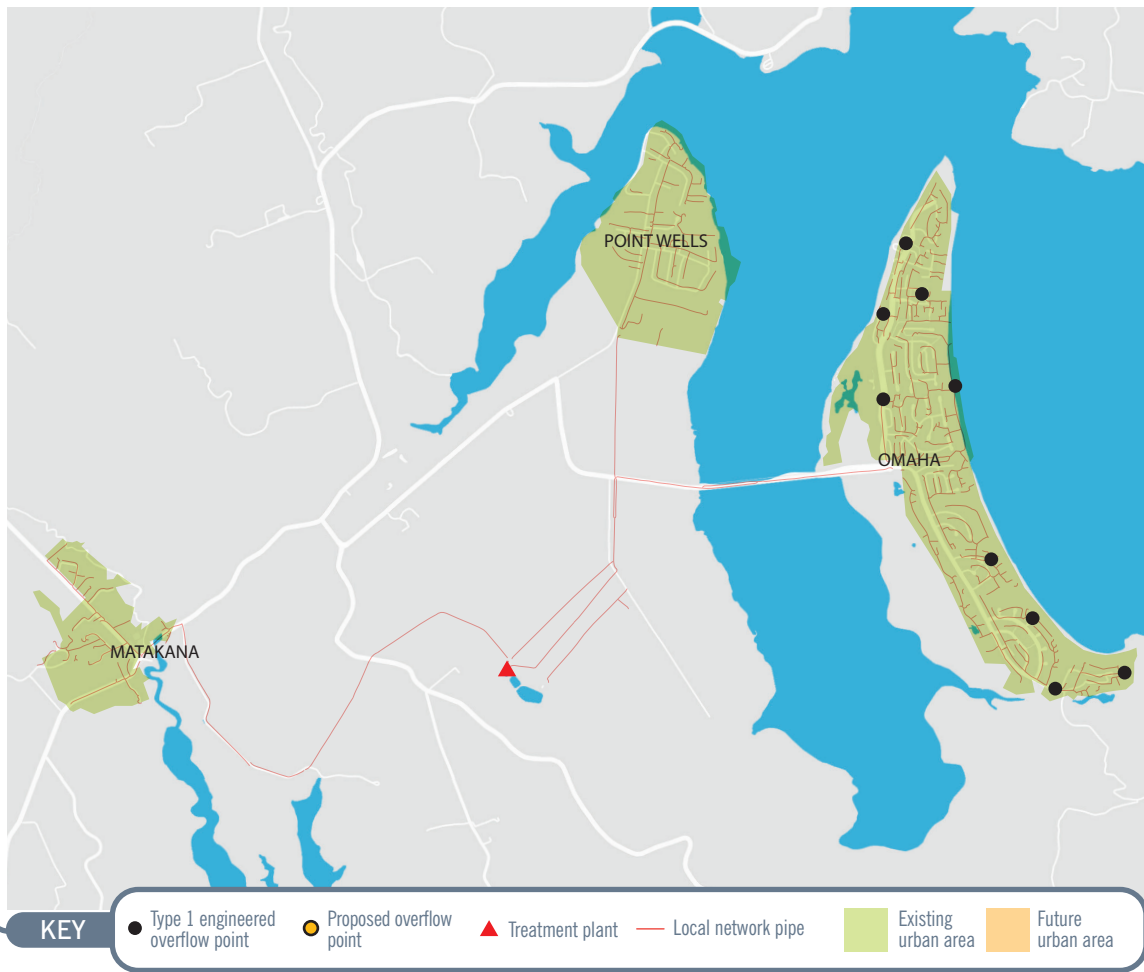 POINT WELLS
OMAHA
MATAKANA
KEY
Type 1 engineered
overflow point
Proposed overflow
point
Treatment plant
Local network pipe
Existing
urban area
Future
urban area